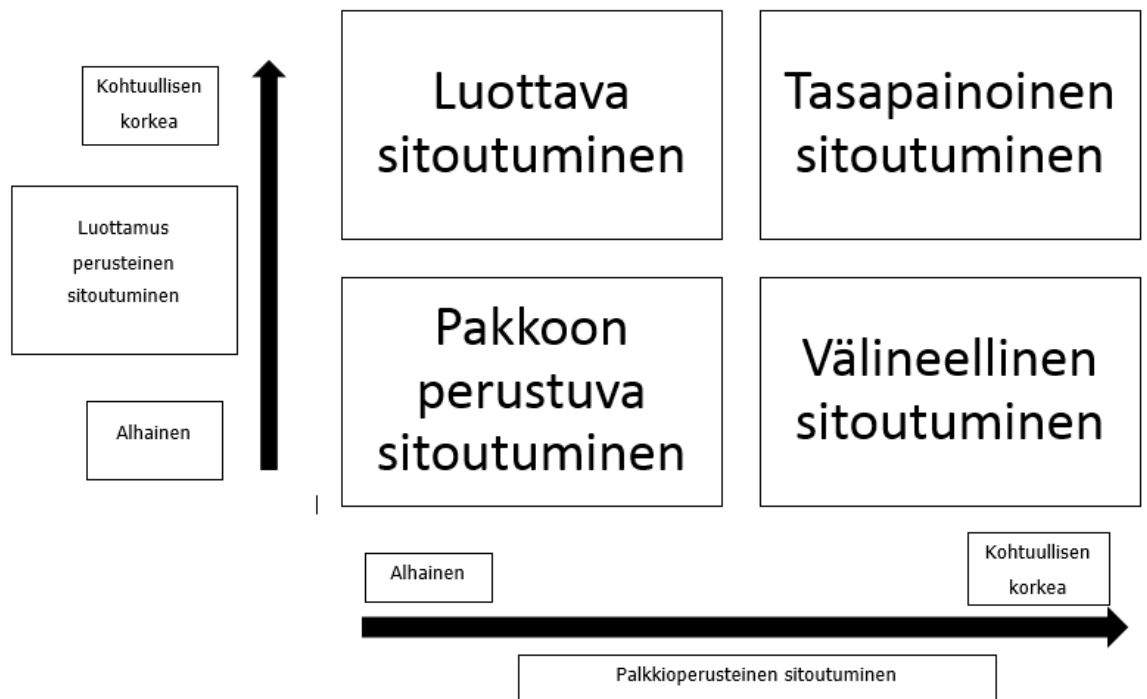 Kohtuullisen
korkea
Luottamus
perusteinen
sitoutuminen
Alhainen
Luottava
sitoutuminen
Tasapainoinen
sitoutuminen
Pakkoon
perustuva
sitoutuminen
Välineellinen
sitoutuminen
Alhainen
Kohtuullisen
korkea
Palkkioperusteinen sitoutuminen